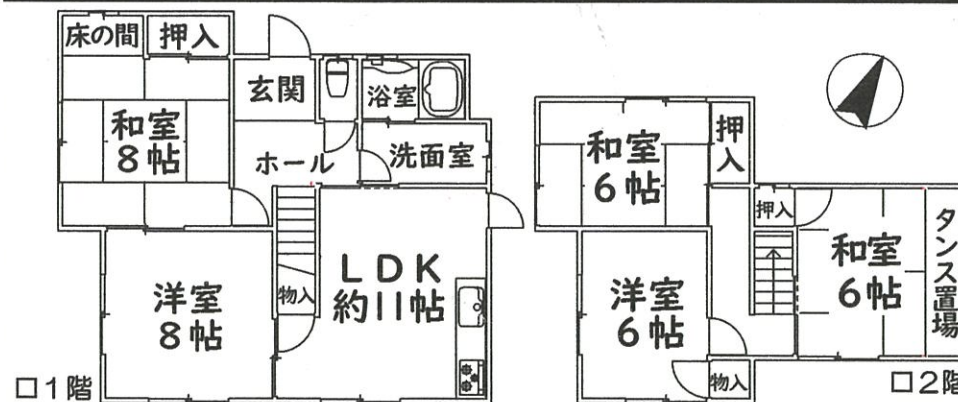 床の間
押入
玄関
浴室
和室
8帖
ホール
洗面室
LDK
約11帖
洋室
8帖
物入
□1階
和室
6帖
押入
押入
和室
6帖
タンス置場
洋室
6帖
物入
□2階